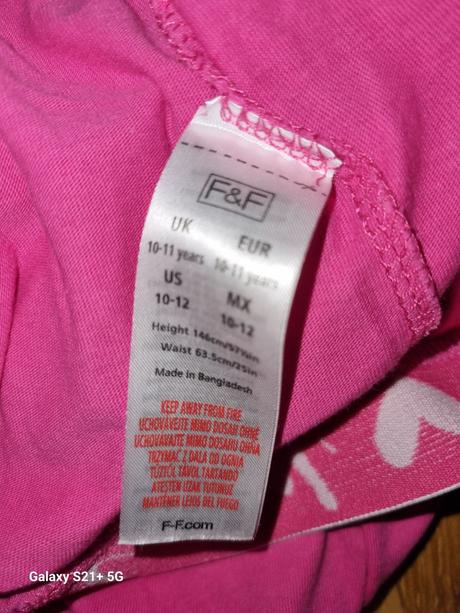 F&F
UK EUR
10-11 years 10-11 years
US MX
10-12 10-12
Height 146cm/57½in
Waist 63.5cm/25in
Made in Bangladesh
KEEP AWAY FROM FIRE
UCHOVÁVEJTE MIMO DOSAH OHNĚ
UCHOVÁVAJTE MIMO DOSAHU OHŇA
TRZYMAĆ Z DALA OD OGNIA
TŰZTŐL TÁVOL TARTANDÓ
ATEŞTEN UZAK TUTUNUZ
MANTENER LEJOS DEL FUEGO
F-F.com
Galaxy S21+ 5G